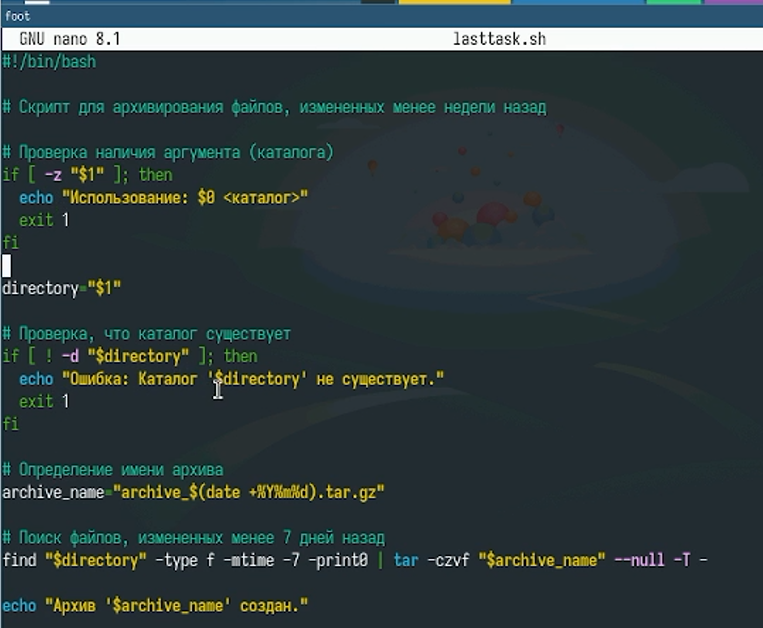 foot
GNU nano 8.1 lasttask.sh
#!/bin/bash
# Скрипт для архивирования файлов, измененных менее недели назад
# Проверка наличия аргумента (каталога)
if [ -z "$1" ]; then
echo "Использование: $0 <каталог>"
exit 1
fi
directory="$1"
# Проверка, что каталог существует
if [ ! -d "$directory" ]; then
echo "Ошибка: Каталог '$directory' не существует."
exit 1
fi
# Определение имени архива
archive_name="archive_$(date +%Y%m%d).tar.gz"
# Поиск файлов, измененных менее 7 дней назад
find "$directory" -type f -mtime -7 -print0 | tar -czvf "$archive_name" --null -T -
echo "Архив '$archive_name' создан."